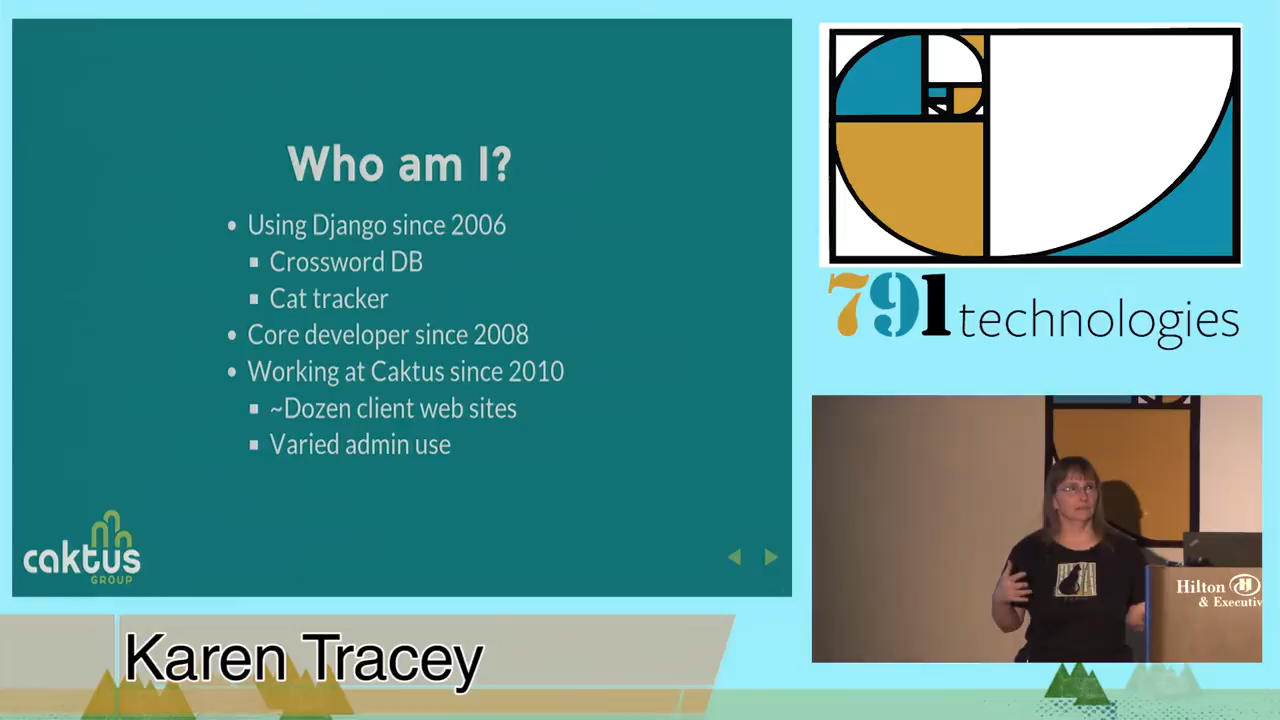 Who am I?
• Using Django since 2006
▪ Crossword DB
▪ Cat tracker
• Core developer since 2008
• Working at Caktus since 2010
▪ ~Dozen client web sites
▪ Varied admin use
caktus
GROUP
791 technologies
Hilton
& Executiv
Karen Tracey